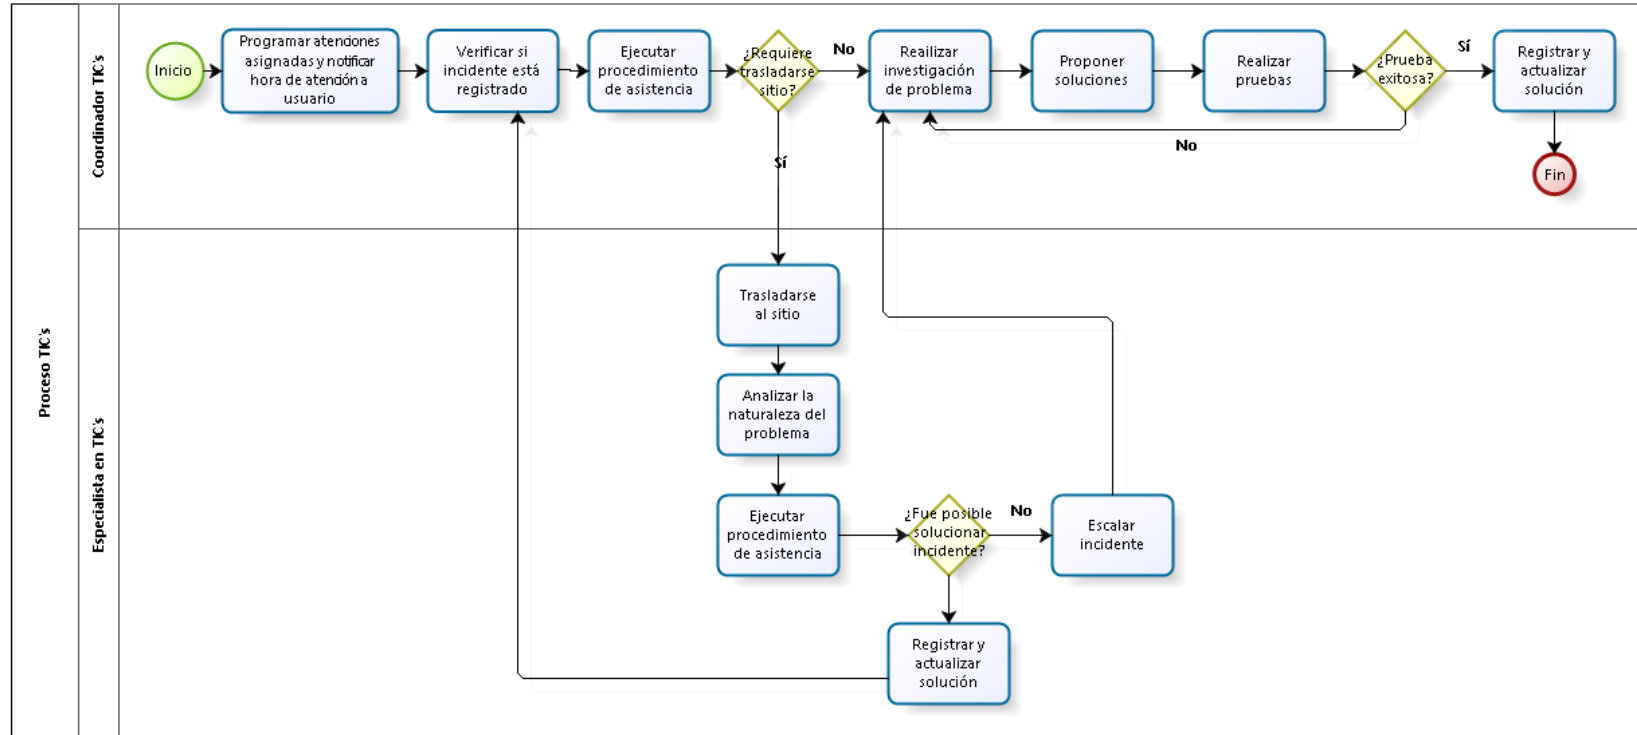 Proceso TIC's
Coordinador TIC's
Inicio
Programar atenciones
asignadas y notificar
hora de atención a
usuario
Verificar si
incidente está
registrado
Ejecutar
procedimiento
de asistencia
¿Requiere
trasladarse
sitio?
No
Sí
Reailizar
investigación
de problema
Proponer
soluciones
Realizar
pruebas
¿Prueba
exitosa?
Sí
No
Registrar y
actualizar
solución
Fin
Especialista en TIC's
Trasladarse
al sitio
Analizar la
naturaleza del
problema
Ejecutar
procedimiento
de asistencia
¿Fué posible
solucionar
incidente?
No
Escalar
incidente
Registrar y
actualizar
solución